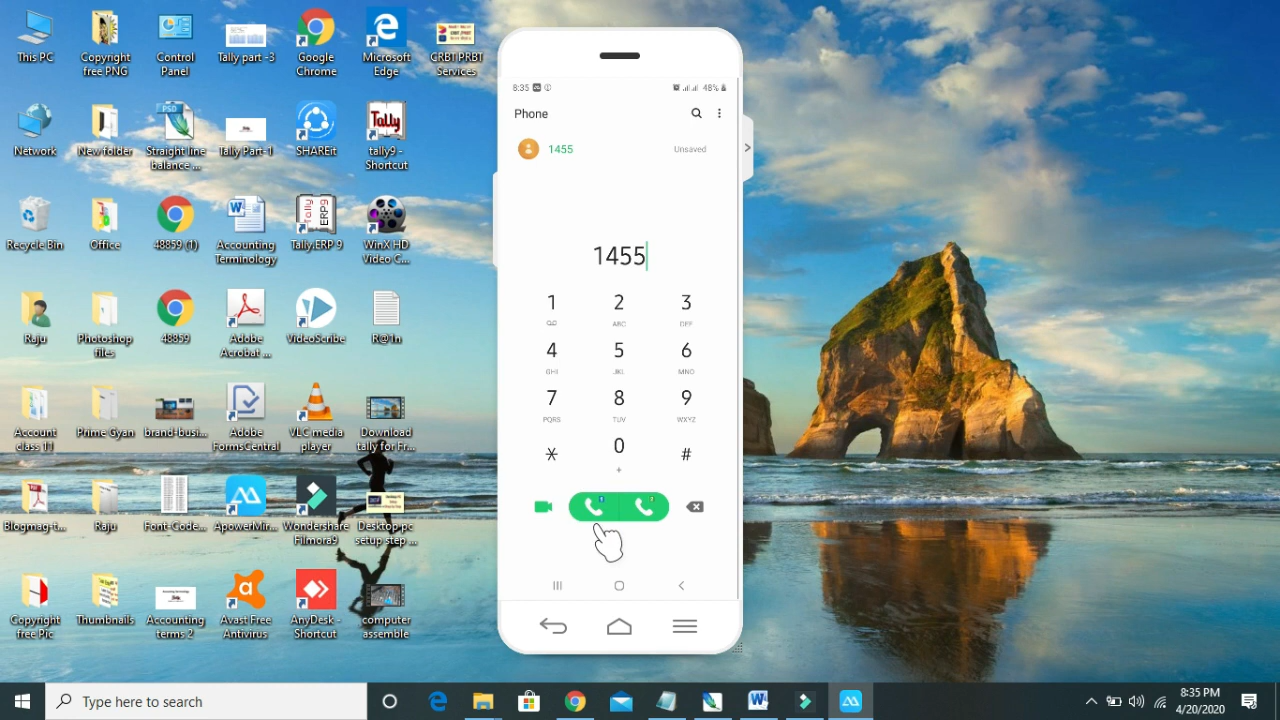 This PC
Copyright
free PNG
Control
Panel
Tally part -3
Google
Chrome
Microsoft
Edge
CRBT PRBT
Services
Network
New folder
Straight line
balance ...
Tally Part-1
SHAREit
tally9 -
Shortcut
Recycle Bin
Office
48859 (1)
Accounting
Terminology
Tally.ERP 9
WinX HD
Video C...
Raju
Photoshop
files
48859
Adobe
Acrobat ...
VideoScribe
R@1n
Account
class 11
Prime Gyan
brand-busi...
Adobe
FormsCentral
VLC media
player
Download
tally for Fr...
Blogmag-f...
Raju
Font-Code...
ApowerMir...
Wondershare
Filmora9
Desktop pc
setup step ...
Copyright
free Pic
Thumbnails
Accounting
terms 2
Avast Free
Antivirus
AnyDesk -
Shortcut
computer
assemble
8:35
48%
Phone
1455
Unsaved
1455
1 2 3
ABC DEF
4 5 6
GHI JKL MNO
7 8 9
PQRS TUV WXYZ
* 0 #
+
Type here to search
8:35 PM
4/20/2020